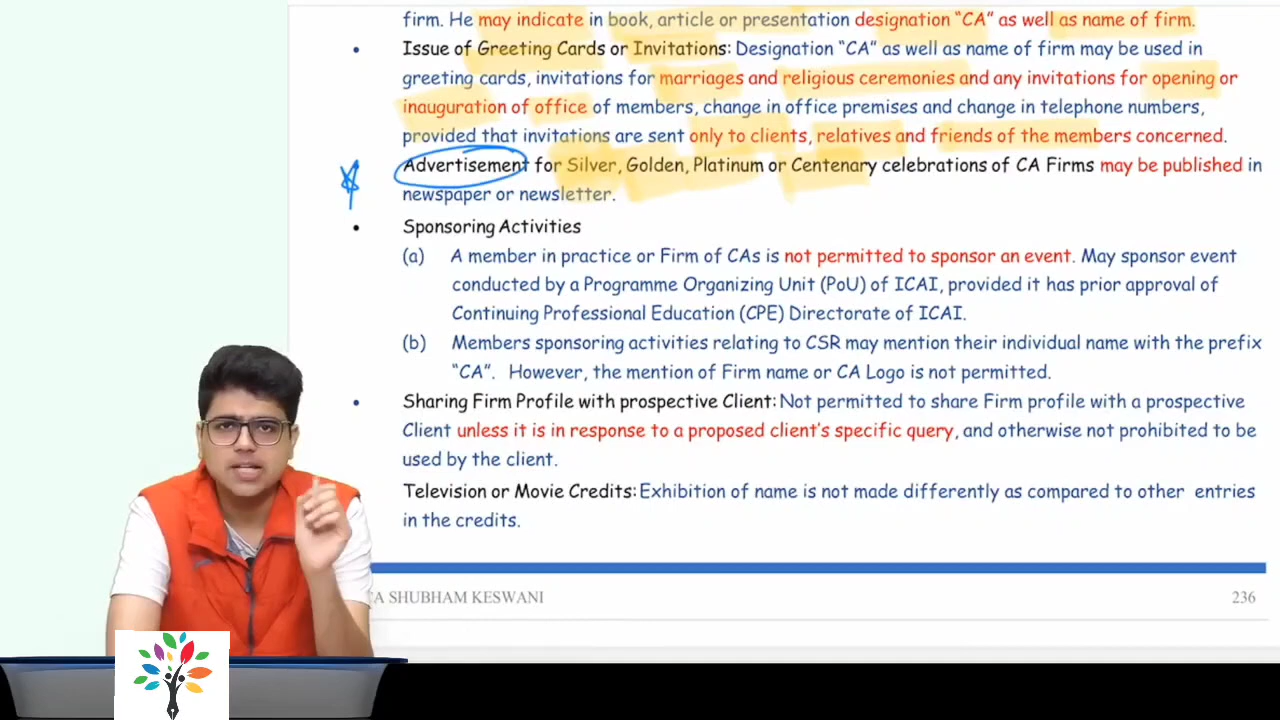 firm. He may indicate in book, article or presentation designation “CA” as well as name of firm.
• Issue of Greeting Cards or Invitations: Designation “CA” as well as name of firm may be used in
greeting cards, invitations for marriages and religious ceremonies and any invitations for opening or
inauguration of office of members, change in office premises and change in telephone numbers,
provided that invitations are sent only to clients, relatives and friends of the members concerned.
Advertisement for Silver, Golden, Platinum or Centenary celebrations of CA Firms may be published in
newspaper or newsletter.
• Sponsoring Activities
(a) A member in practice or Firm of CAs is not permitted to sponsor an event. May sponsor event
conducted by a Programme Organizing Unit (PoU) of ICAI, provided it has prior approval of
Continuing Professional Education (CPE) Directorate of ICAI.
(b) Members sponsoring activities relating to CSR may mention their individual name with the prefix
“CA”. However, the mention of Firm name or CA Logo is not permitted.
• Sharing Firm Profile with prospective Client: Not permitted to share Firm profile with a prospective
Client unless it is in response to a proposed client’s specific query, and otherwise not prohibited to be
used by the client.
Television or Movie Credits: Exhibition of name is not made differently as compared to other entries
in the credits.
CA SHUBHAM KESWANI 236